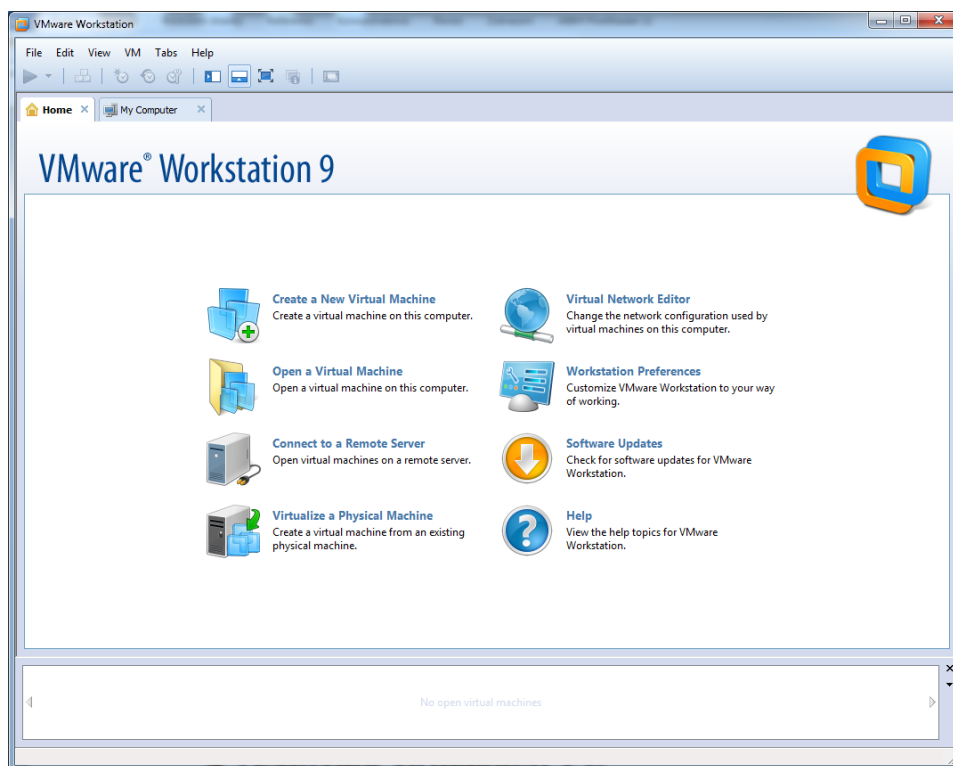 VMware Workstation
File Edit View VM Tabs Help
Home
My Computer
VMware® Workstation 9
Create a New Virtual Machine
Create a virtual machine on this computer.
Open a Virtual Machine
Open a virtual machine on this computer.
Connect to a Remote Server
Open virtual machines on a remote server.
Virtualize a Physical Machine
Create a virtual machine from an existing
physical machine.
Virtual Network Editor
Change the network configuration used by
virtual machines on this computer.
Workstation Preferences
Customize VMware Workstation to your way
of working.
Software Updates
Check for software updates for VMware
Workstation.
Help
View the help topics for VMware
Workstation.
No open virtual machines